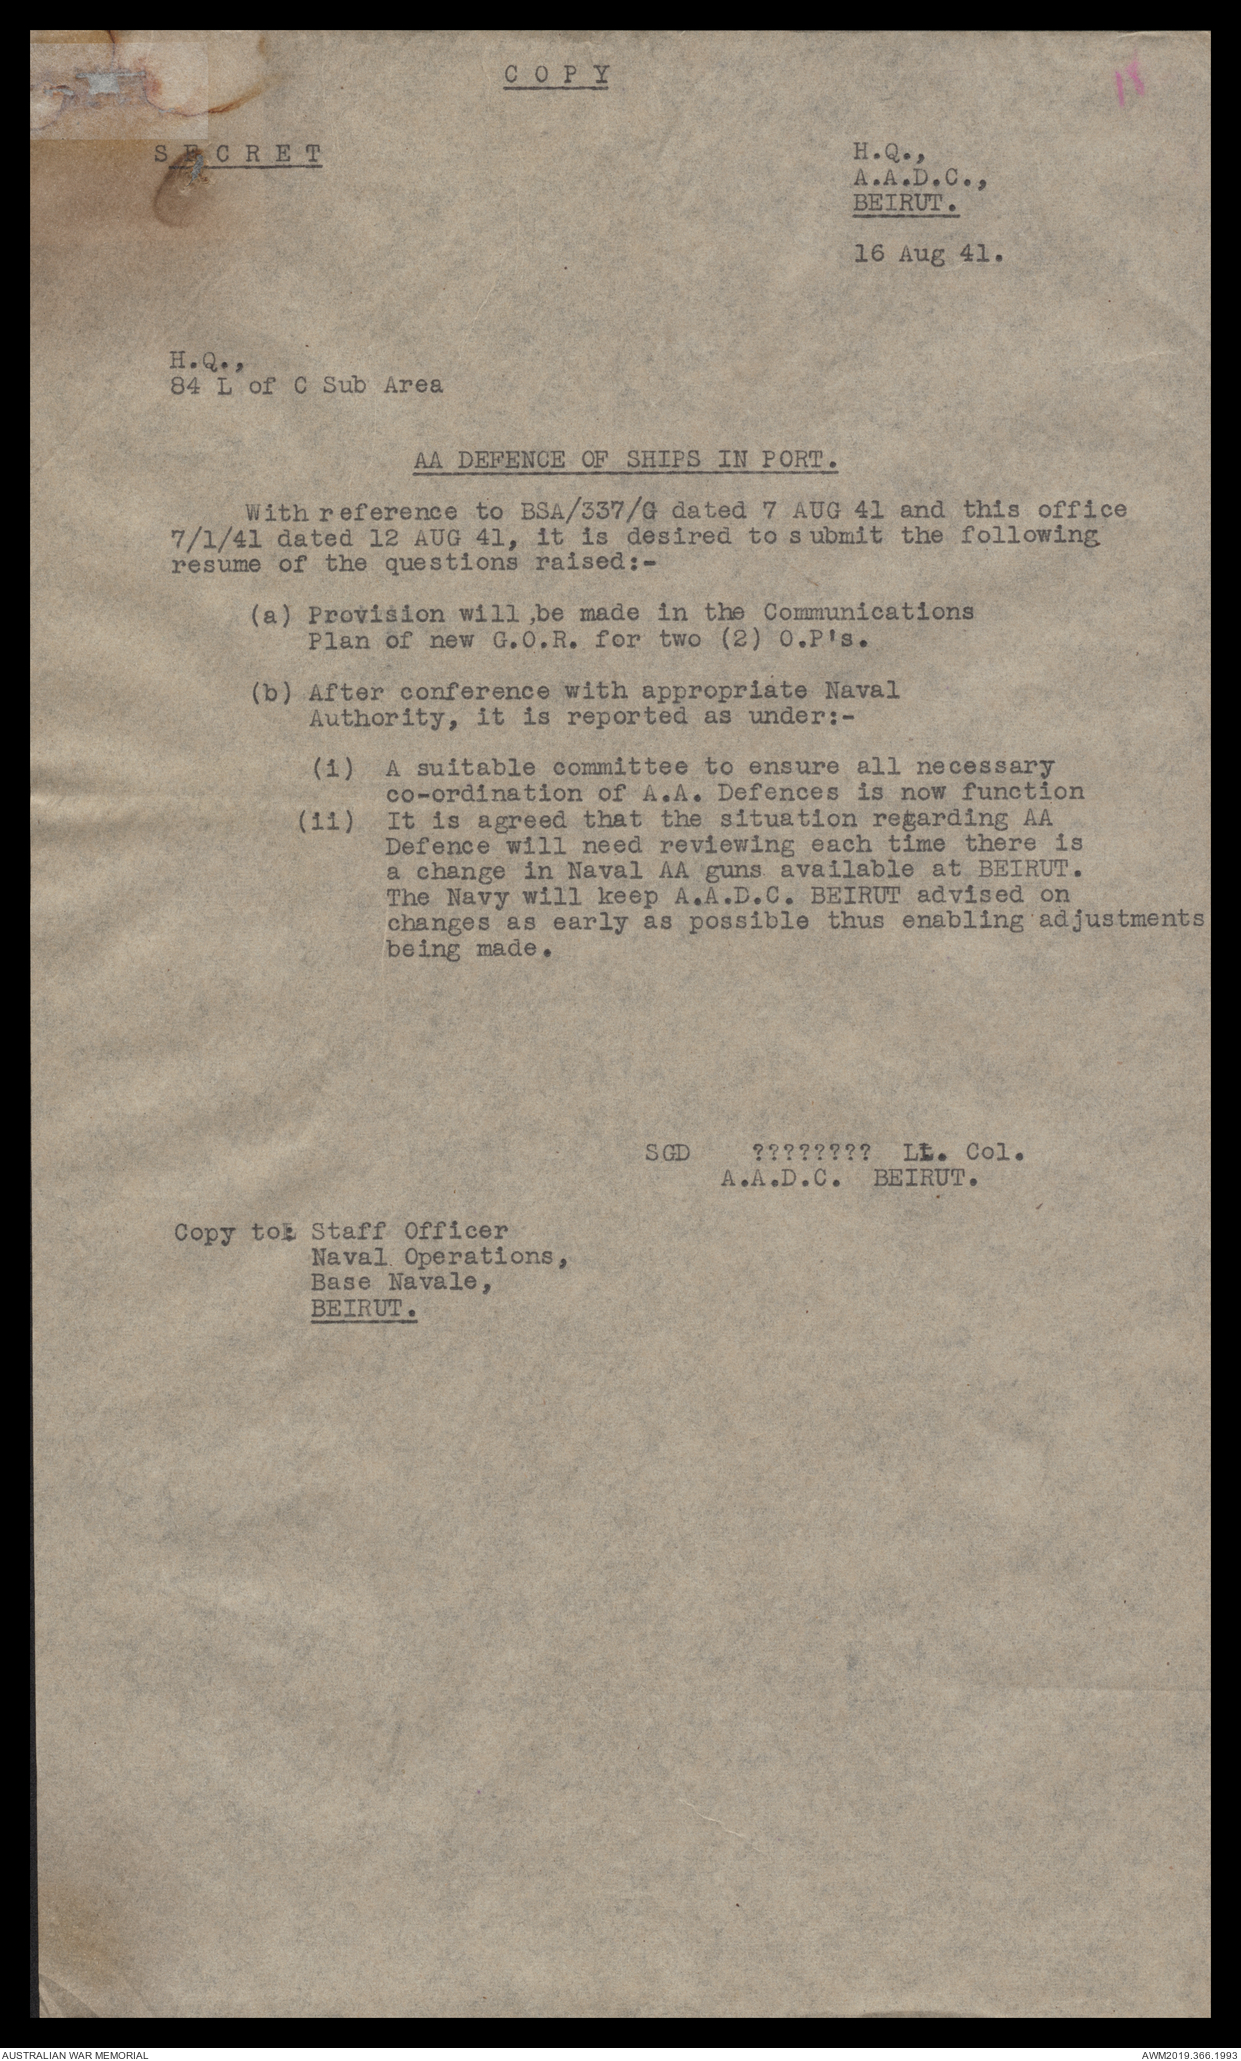 C O P Y
18
S E C R E T
H.Q.,
A.A.D.C.,
BEIRUT.
16 Aug 41.
H.Q.,
84 L of C Sub Area
AA DEFENCE OF SHIPS IN PORT.
With reference to BSA/337/G dated 7 AUG 41 and this office
7/1/41 dated 12 AUG 41, it is desired to submit the following
resume of the questions raised:-
(a) Provision will ,be made in the Communications
Plan of new G.O.R. for two (2) O.P's.
(b) After conference with appropriate Naval
Authority, it is reported as under:-
(i) A suitable committee to ensure all necessary
co-ordination of A.A. Defences is now function
(ii) It is agreed that the situation regarding AA
Defence will need reviewing each time there is
a change in Naval AA guns available at BEIRUT.
The Navy will keep A.A.D.C. BEIRUT advised on
changes as early as possible thus enabling adjustments
being made.
SGD ???????? Lt. Col.
A.A.D.C. BEIRUT.
Copy to: Staff Officer
Naval Operations,
Base Navale,
BEIRUT.
AUSTRALIAN WAR MEMORIAL
AWM2019.366.1993